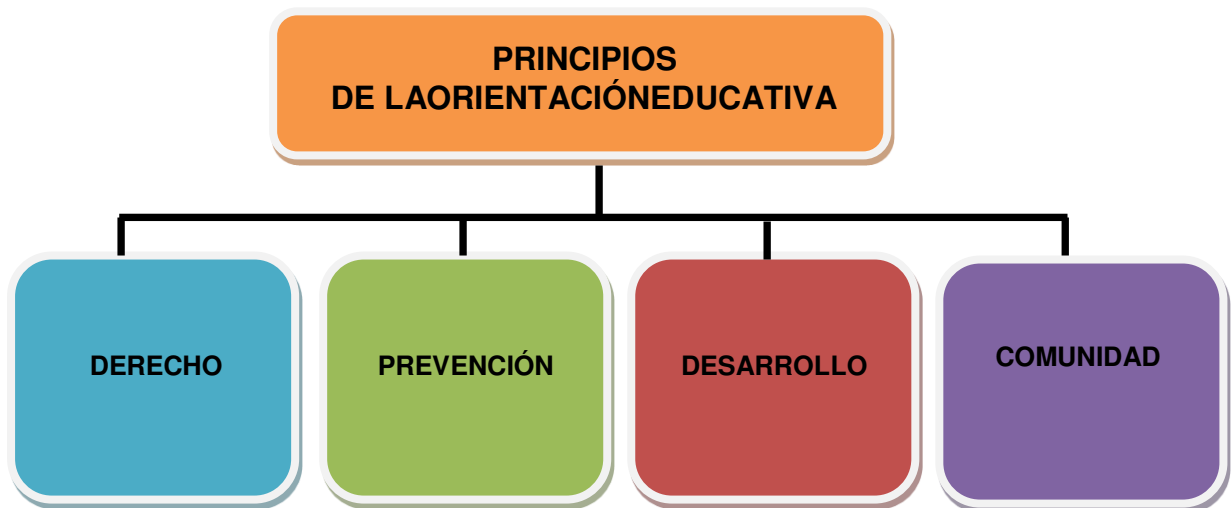 PRINCIPIOS
DE LAORIENTACIÓNEDUCATIVA
DERECHO
PREVENCIÓN
DESARROLLO
COMUNIDAD